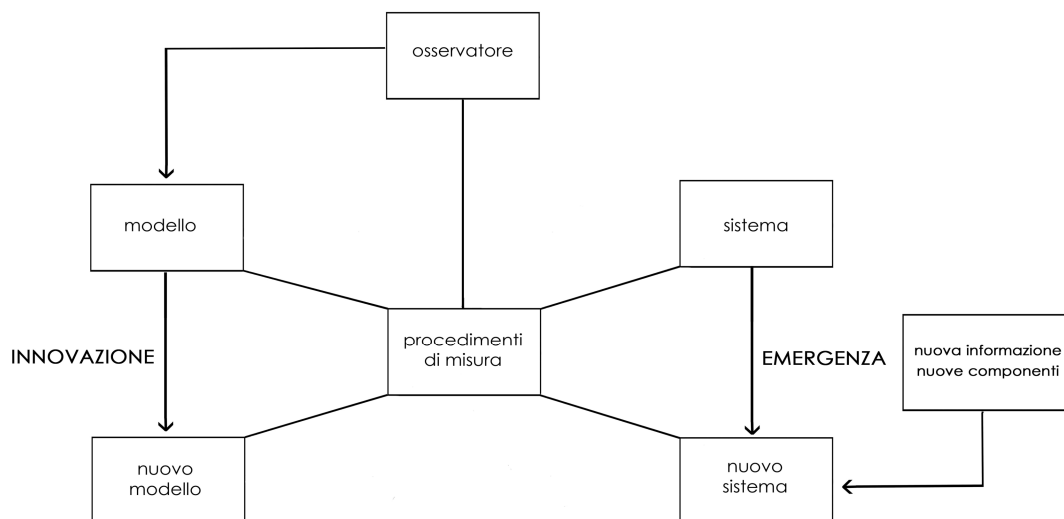 osservatore
modello
sistema
INNOVAZIONE
procedimenti
di misura
EMERGENZA
nuova informazione
nuove componenti
nuovo
modello
nuovo
sistema